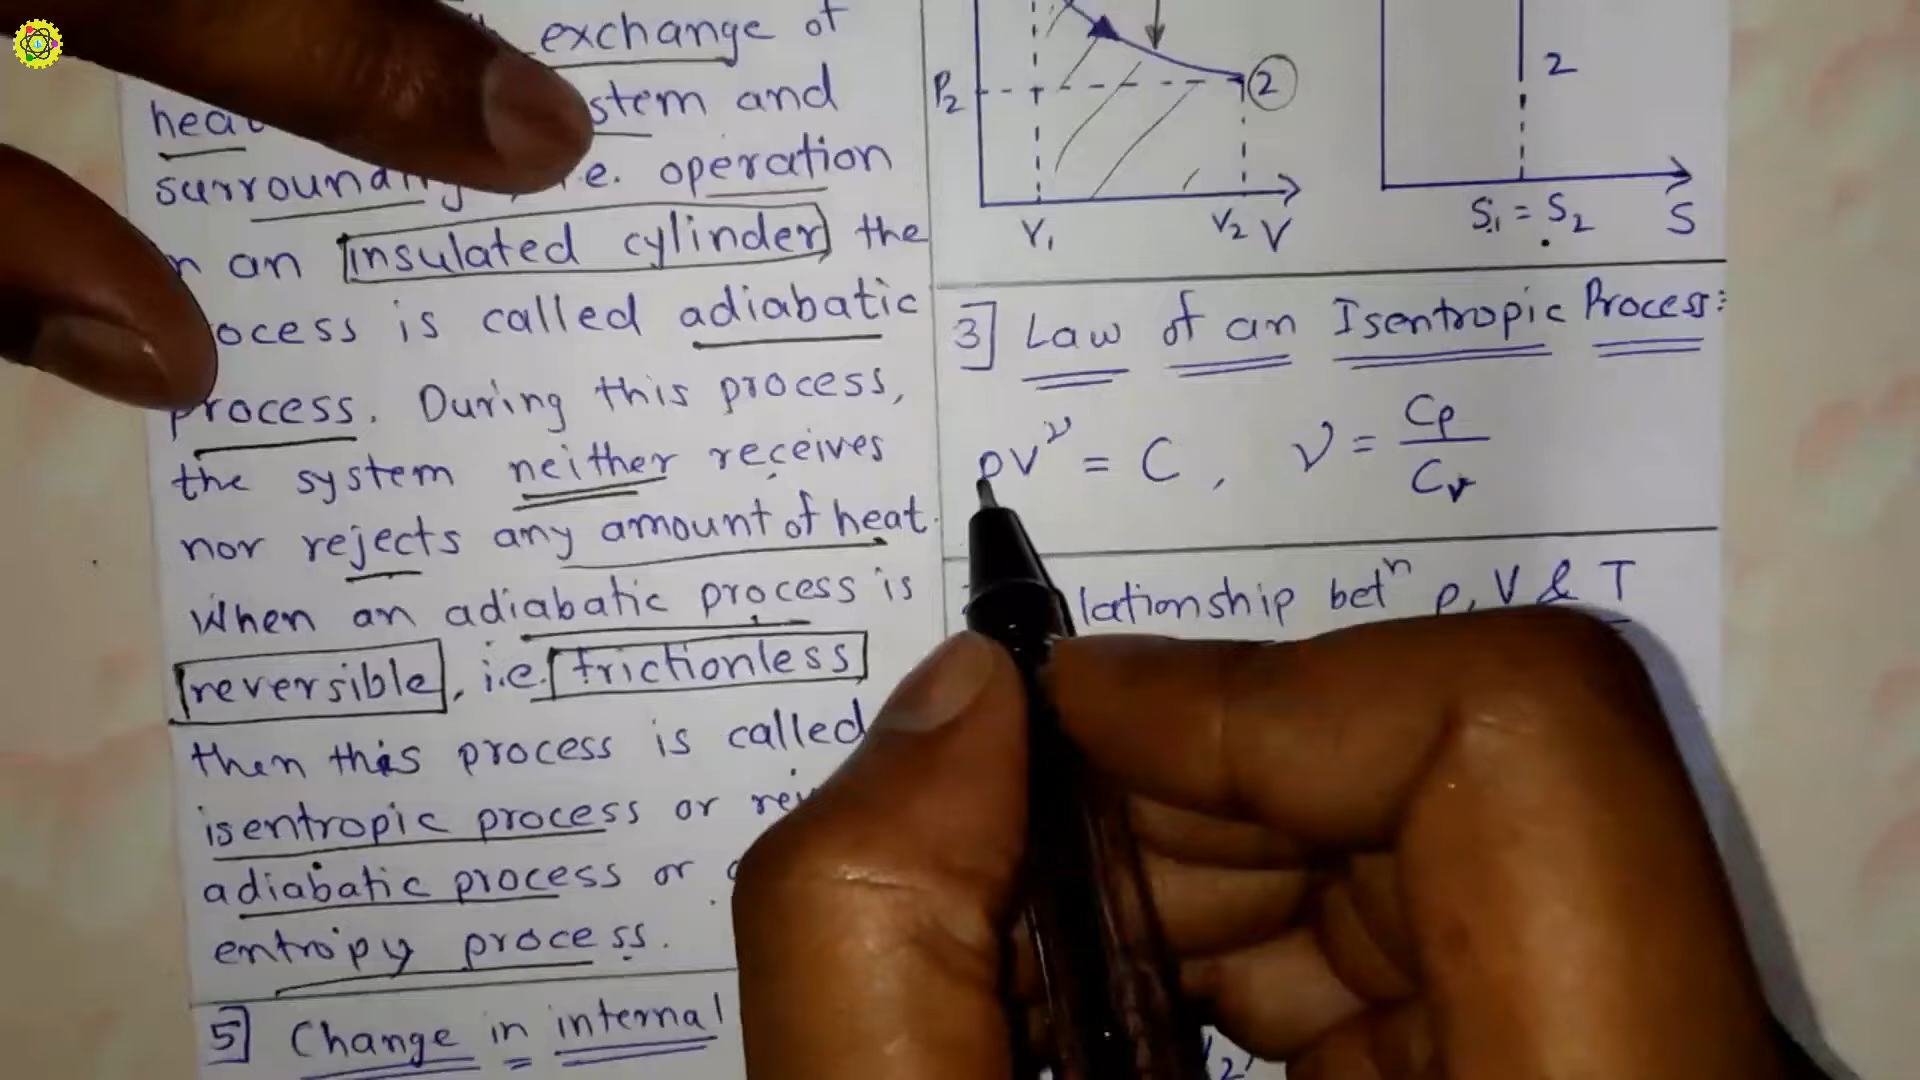 exchange of
stem and
surrounding, i.e. operation
an insulated cylinder the
ocess is called adiabatic
process. During this process,
the system neither receives
nor rejects any amount of heat.
When an adiabatic process is
reversible, i.e. frictionless
then this process is called
isentropic process or
adiabatic process or
entropy process.
5] Change in internal
P2 2
V1 V2 V
2
S1 = S2 S
3] Law of an Isentropic Process:
pV^γ = C, γ = Cp/Cv
lationship betⁿ p, V & T